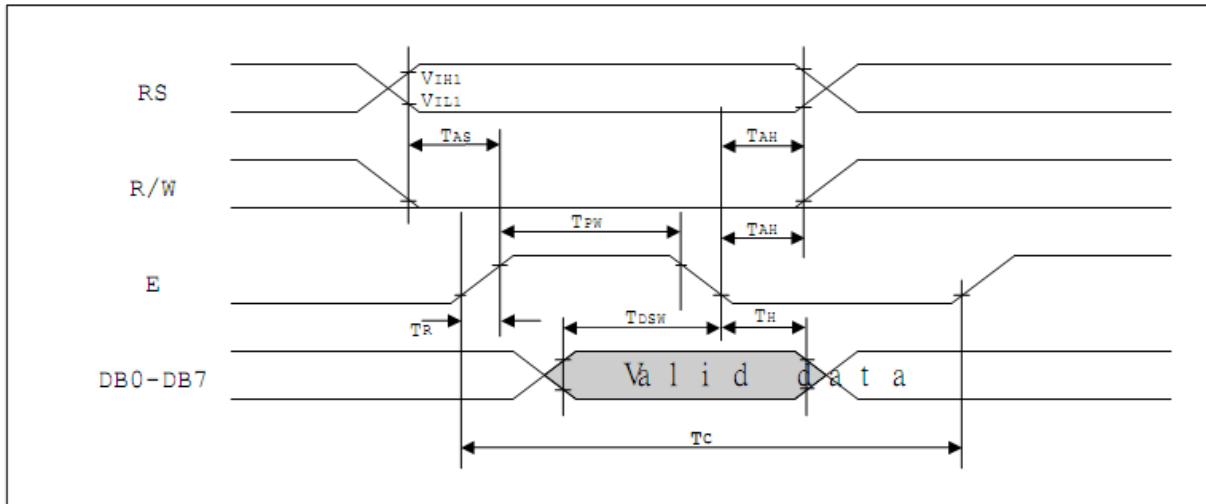 RS
VIH1
VIL1
TAS
TAH
R/W
TPW
TAH
E
TR
TDSW
TH
DB0-DB7
Valid data
TC